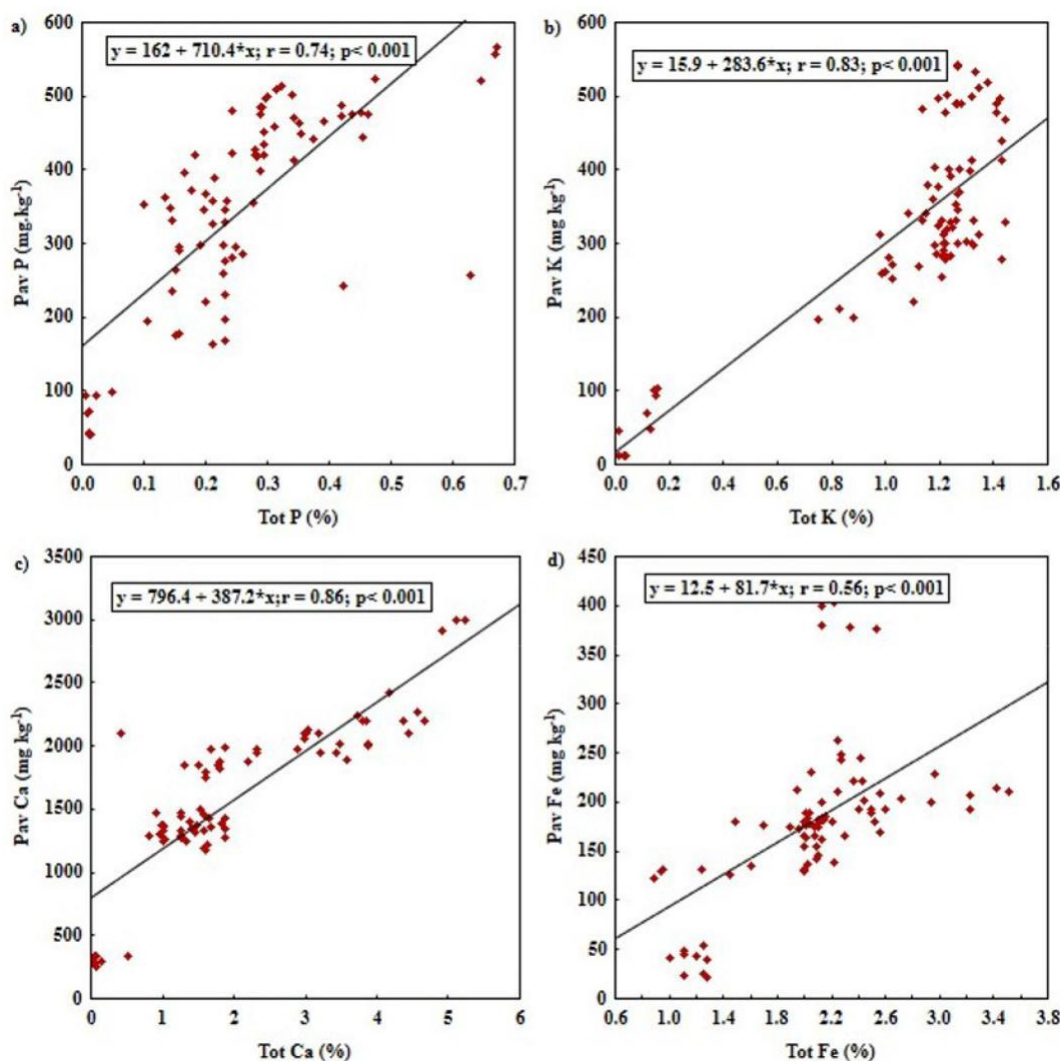 a)
y = 162 + 710.4*x; r = 0.74; p< 0.001
Pav P (mg.kg-1)
600
500
400
300
200
100
0
0.0 0.1 0.2 0.3 0.4 0.5 0.6 0.7
Tot P (%)
b)
y = 15.9 + 283.6*x; r = 0.83; p< 0.001
Pav K (mg kg-1)
600
500
400
300
200
100
0
0.0 0.2 0.4 0.6 0.8 1.0 1.2 1.4 1.6
Tot K (%)
c)
y = 796.4 + 387.2*x;r = 0.86; p< 0.001
Pav Ca (mg kg-1)
3500
3000
2500
2000
1500
1000
500
0
0 1 2 3 4 5 6
Tot Ca (%)
d)
y = 12.5 + 81.7*x; r = 0.56; p< 0.001
Pav Fe (mg kg-1)
450
400
350
300
250
200
150
100
50
0
0.6 1.0 1.4 1.8 2.2 2.6 3.0 3.4 3.8
Tot Fe (%)